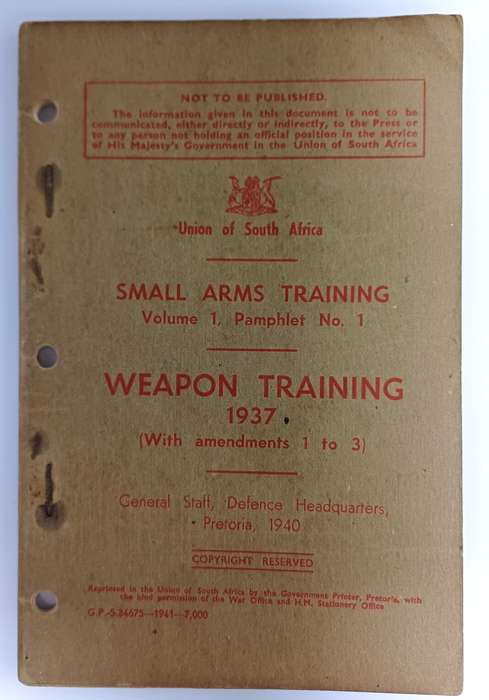 NOT TO BE PUBLISHED.
The information given in this document is not to be
communicated, either directly or indirectly, to the Press or
to any person not holding an official position in the service
of His Majesty's Government in the Union of South Africa
Union of South Africa
SMALL ARMS TRAINING
Volume 1, Pamphlet No. 1
WEAPON TRAINING
1937
(With amendments 1 to 3)
General Staff, Defence Headquarters,
Pretoria, 1940
COPYRIGHT RESERVED
Reprinted in the Union of South Africa by the Government Printer, Pretoria, with
the kind permission of the War Office and H.M. Stationery Office
G.P.-S.84675—1941—7,000